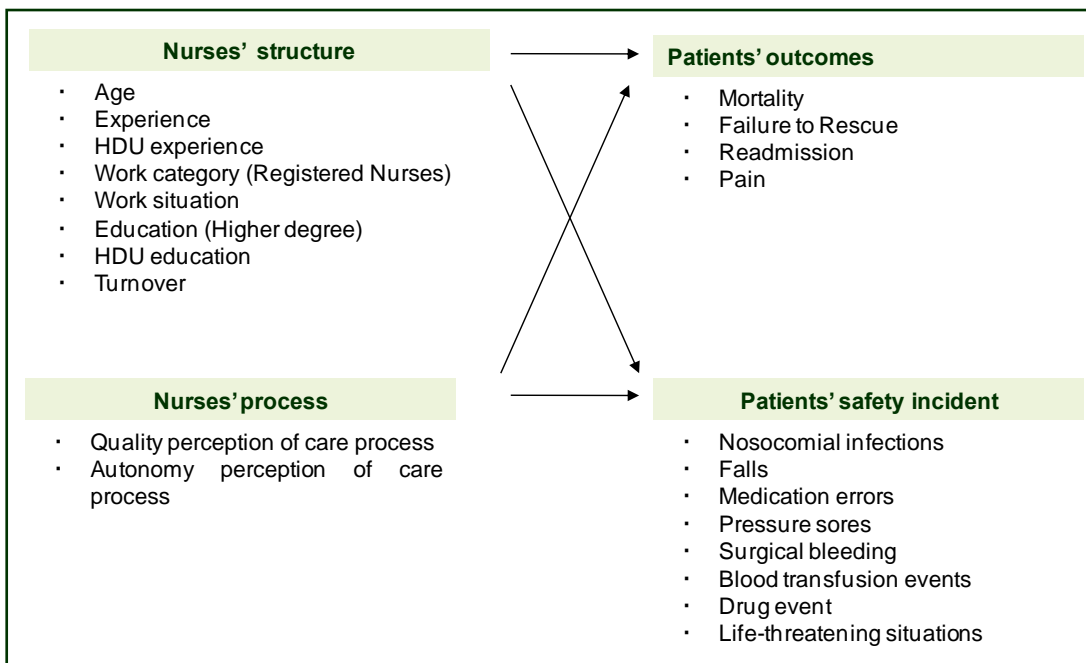 Nurses' structure
· Age
· Experience
· HDU experience
· Work category (Registered Nurses)
· Work situation
· Education (Higher degree)
· HDU education
· Turnover
Patients' outcomes
· Mortality
· Failure to Rescue
· Readmission
· Pain
Nurses' process
· Quality perception of care process
· Autonomy perception of care
process
Patients' safety incident
· Nosocomial infections
· Falls
· Medication errors
· Pressure sores
· Surgical bleeding
· Blood transfusion events
· Drug event
· Life-threatening situations